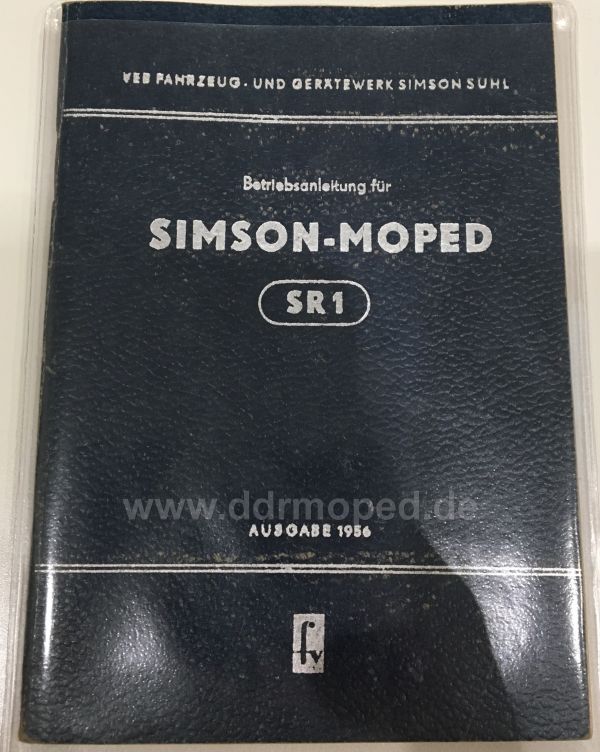 VEB FAHRZEUG- UND GERÄTEWERK SIMSON SUHL
Betriebsanleitung für
SIMSON-MOPED
SR1
www.ddrmoped.de
AUSGABE 1956
fv